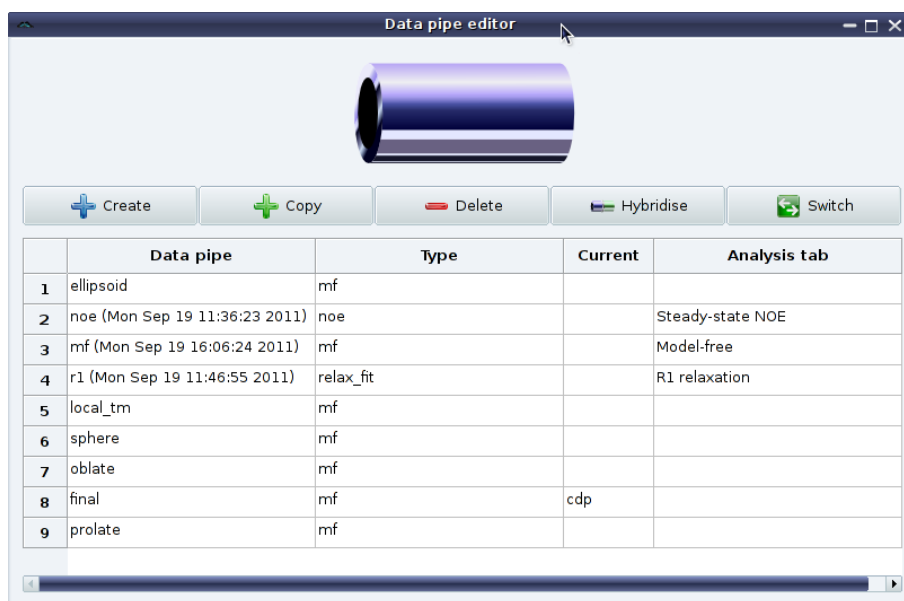 Data pipe editor
Create Copy Delete Hybridise Switch
Data pipe Type Current Analysis tab
1 ellipsoid mf
2 noe (Mon Sep 19 11:36:23 2011) noe Steady-state NOE
3 mf (Mon Sep 19 16:06:24 2011) mf Model-free
4 r1 (Mon Sep 19 11:46:55 2011) relax_fit R1 relaxation
5 local_tm mf
6 sphere mf
7 oblate mf
8 final mf cdp
9 prolate mf